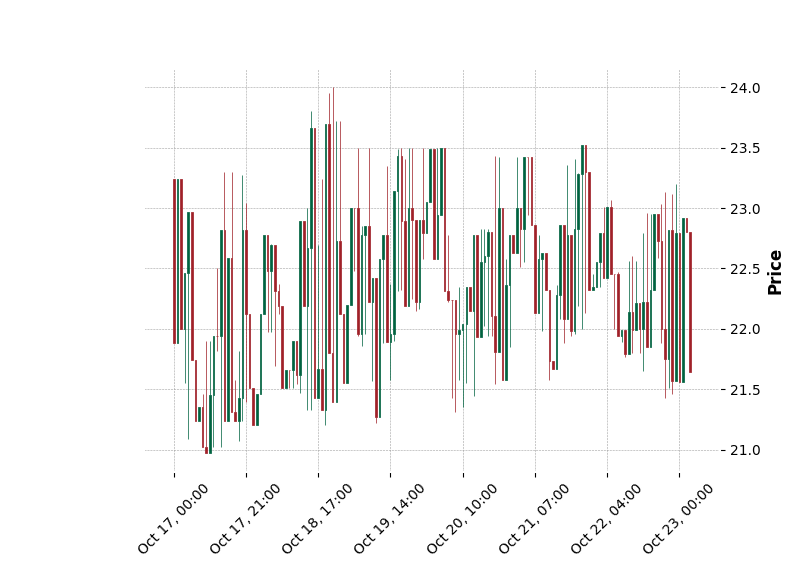 24.0
23.5
23.0
22.5
22.0
21.5
21.0
Price
Oct 17, 00:00
Oct 17, 21:00
Oct 18, 17:00
Oct 19, 14:00
Oct 20, 10:00
Oct 21, 07:00
Oct 22, 04:00
Oct 23, 00:00